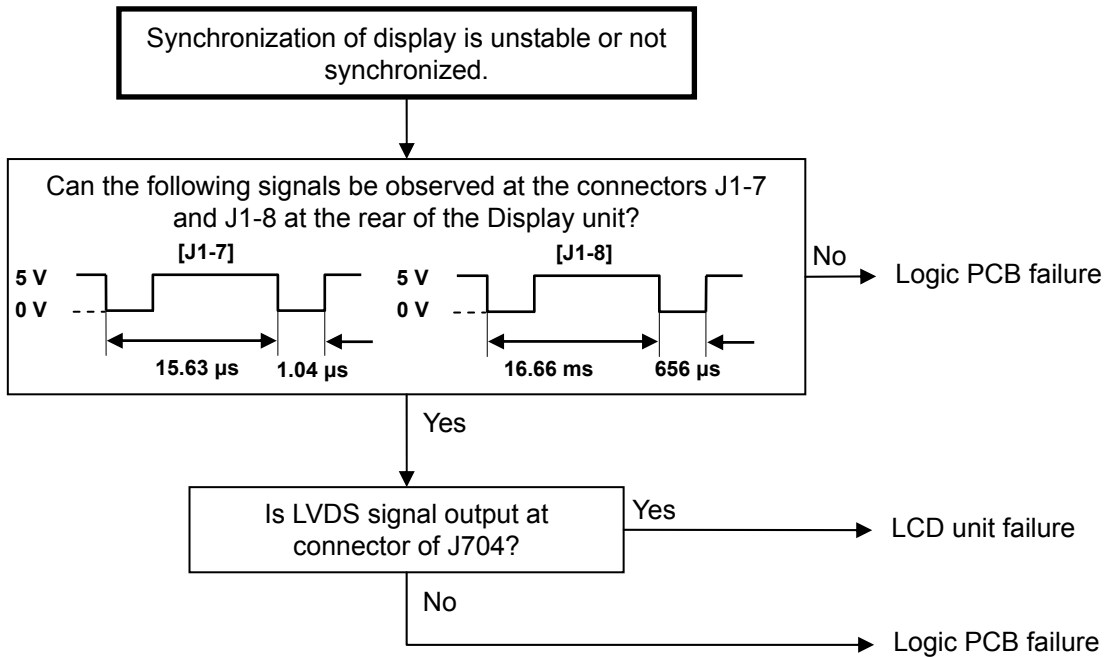 Synchronization of display is unstable or not
synchronized.
Can the following signals be observed at the connectors J1-7
and J1-8 at the rear of the Display unit?
[J1-7]
5 V
0 V
15.63 µs
1.04 µs
[J1-8]
5 V
0 V
16.66 ms
656 µs
No
Logic PCB failure
Yes
Is LVDS signal output at
connector of J704?
Yes
LCD unit failure
No
Logic PCB failure